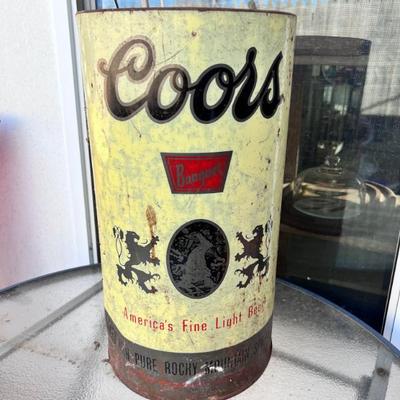 Coors
Banquet
America's Fine Light Beer
PURE ROCKY MOUNTAIN